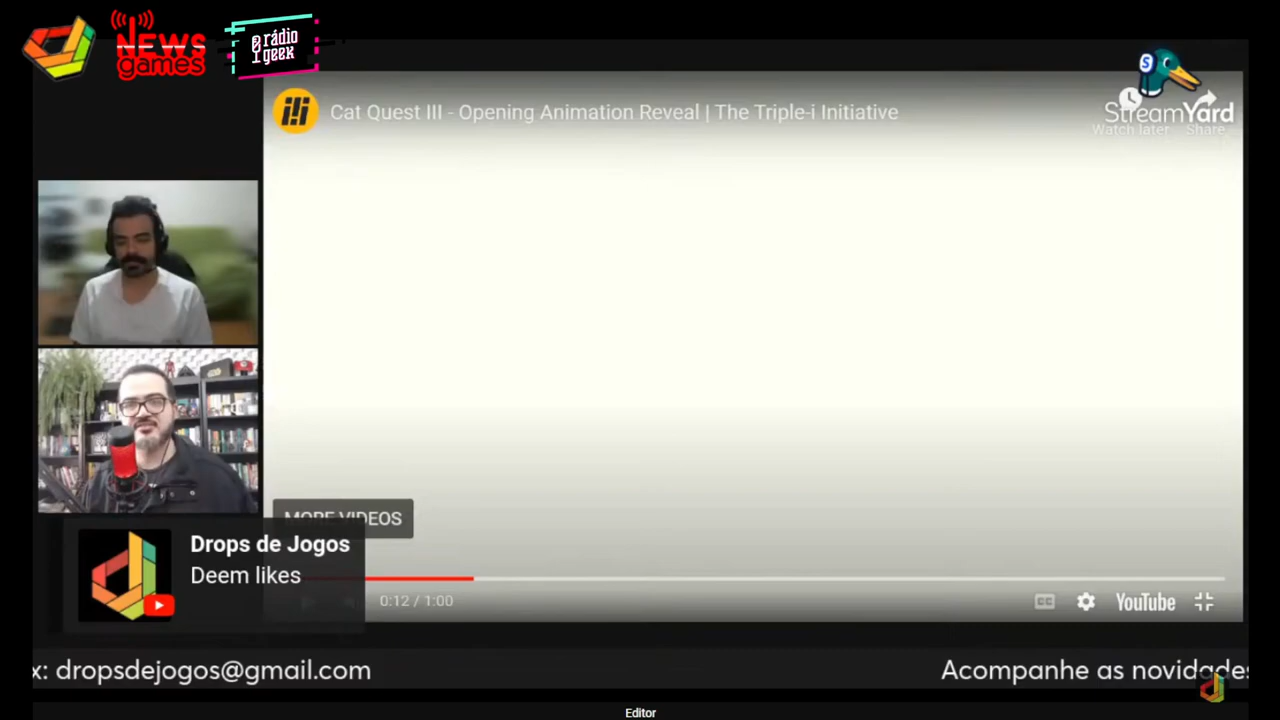 NEWS
games
rádio
geek
Cat Quest III - Opening Animation Reveal | The Triple-i Initiative
S
StreamYard
Watch later
Share
MORE VIDEOS
Drops de Jogos
Deem likes
0:12 / 1:00
CC
YouTube
x: dropsdejogos@gmail.com
Acompanhe as novidades
Editor